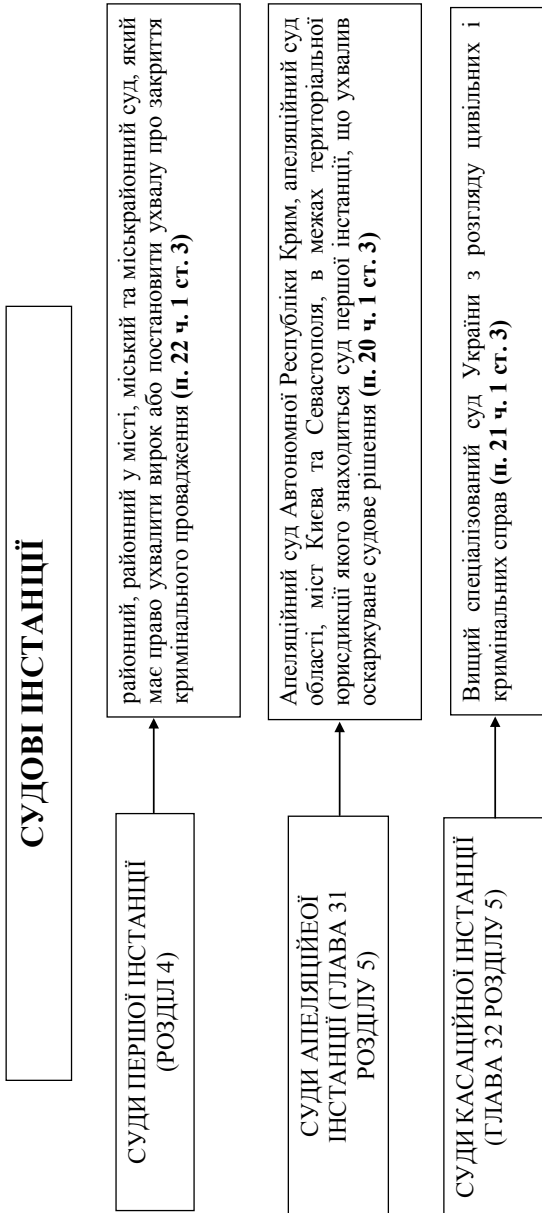 СУДОВІ ІНСТАНЦІЇ
СУДИ ПЕРШОЇ ІНСТАНЦІЇ
(РОЗДІЛ 4)
районний, районний у місті, міський та міськрайонний суд, який
має право ухвалити вирок або постановити ухвалу про закриття
кримінального провадження (п. 22 ч. 1 ст. 3)
СУДИ АПЕЛЯЦІЙЕОЇ
ІНСТАНЦІЇ (ГЛАВА 31
РОЗДІЛУ 5)
Апеляційний суд Автономної Республіки Крим, апеляційний суд
області, міст Києва та Севастополя, в межах територіальної
юрисдикції якого знаходиться суд першої інстанції, що ухвалив
оскаржуване судове рішення (п. 20 ч. 1 ст. 3)
СУДИ КАСАЦІЙНОЇ ІНСТАНЦІЇ
(ГЛАВА 32 РОЗДІЛУ 5)
Вищий спеціалізований суд України з розгляду цивільних і
кримінальних справ (п. 21 ч. 1 ст. 3)